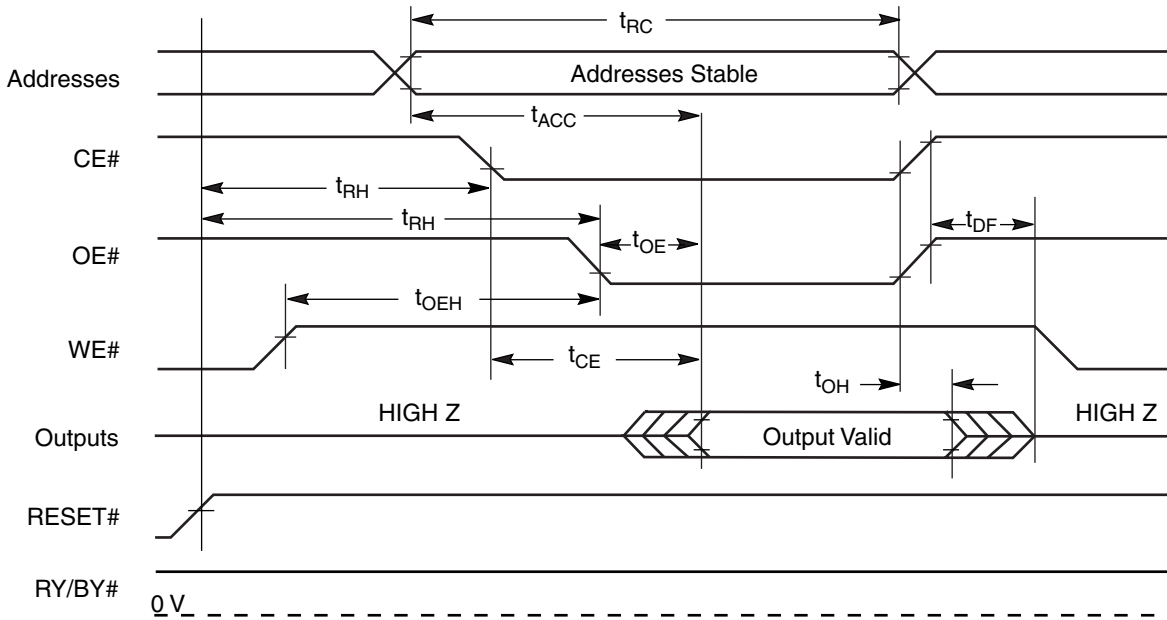 tRC
Addresses
Addresses Stable
tACC
CE#
tRH
tRH
tOE
tDF
OE#
tOEH
WE#
tCE
tOH
HIGH Z
HIGH Z
Outputs
Output Valid
RESET#
RY/BY#
0 V